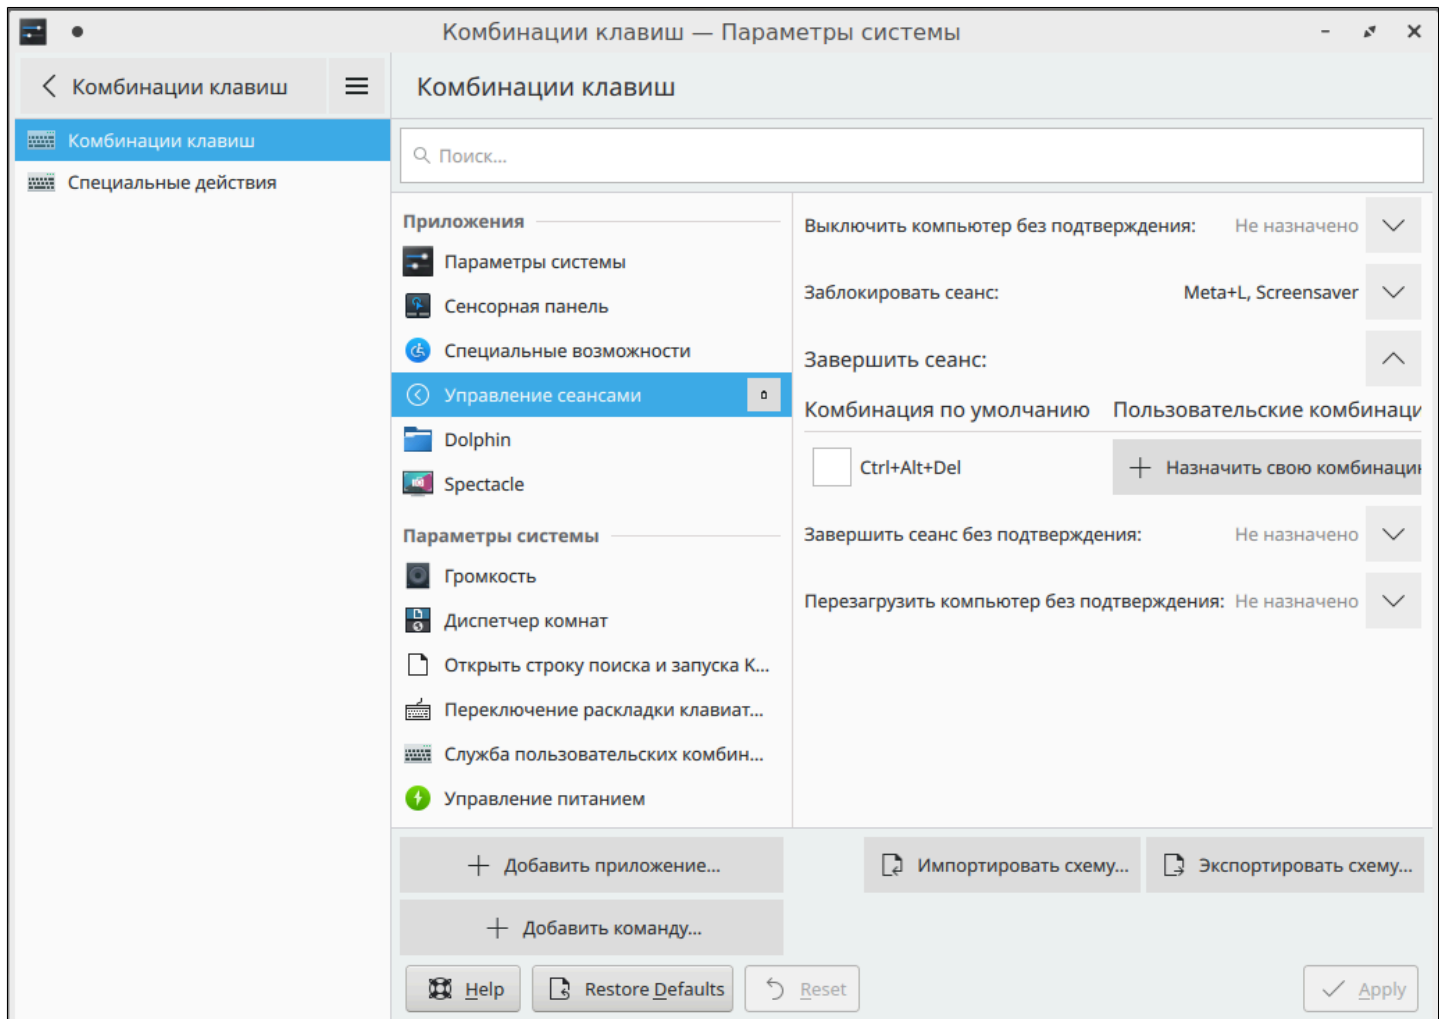 Комбинации клавиш — Параметры системы
Комбинации клавиш
Комбинации клавиш
Комбинации клавиш
Специальные действия
Поиск...
Приложения
Параметры системы
Сенсорная панель
Специальные возможности
Управление сеансами
Dolphin
Spectacle
Параметры системы
Громкость
Диспетчер комнат
Открыть строку поиска и запуска K...
Переключение раскладки клавиат...
Служба пользовательских комбин...
Управление питанием
Выключить компьютер без подтверждения: Не назначено
Заблокировать сеанс: Meta+L, Screensaver
Завершить сеанс:
Комбинация по умолчанию Пользовательские комбинаци
Ctrl+Alt+Del Назначить свою комбинаци
Завершить сеанс без подтверждения: Не назначено
Перезагрузить компьютер без подтверждения: Не назначено
Добавить приложение...
Импортировать схему...
Экспортировать схему...
Добавить команду...
Help
Restore Defaults
Reset
Apply